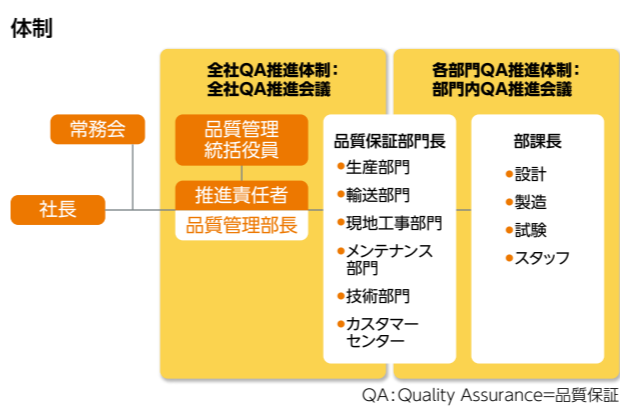 体制
全社QA推進体制：
全社QA推進会議
各部門QA推進体制：
部門内QA推進会議
常務会
社長
品質管理
統括役員
推進責任者
品質管理部長
品質保証部門長
●生産部門
●輸送部門
●現地工事部門
●メンテナンス
部門
●技術部門
●カスタマー
センター
部課長
●設計
●製造
●試験
●スタッフ
QA：Quality Assurance=品質保証